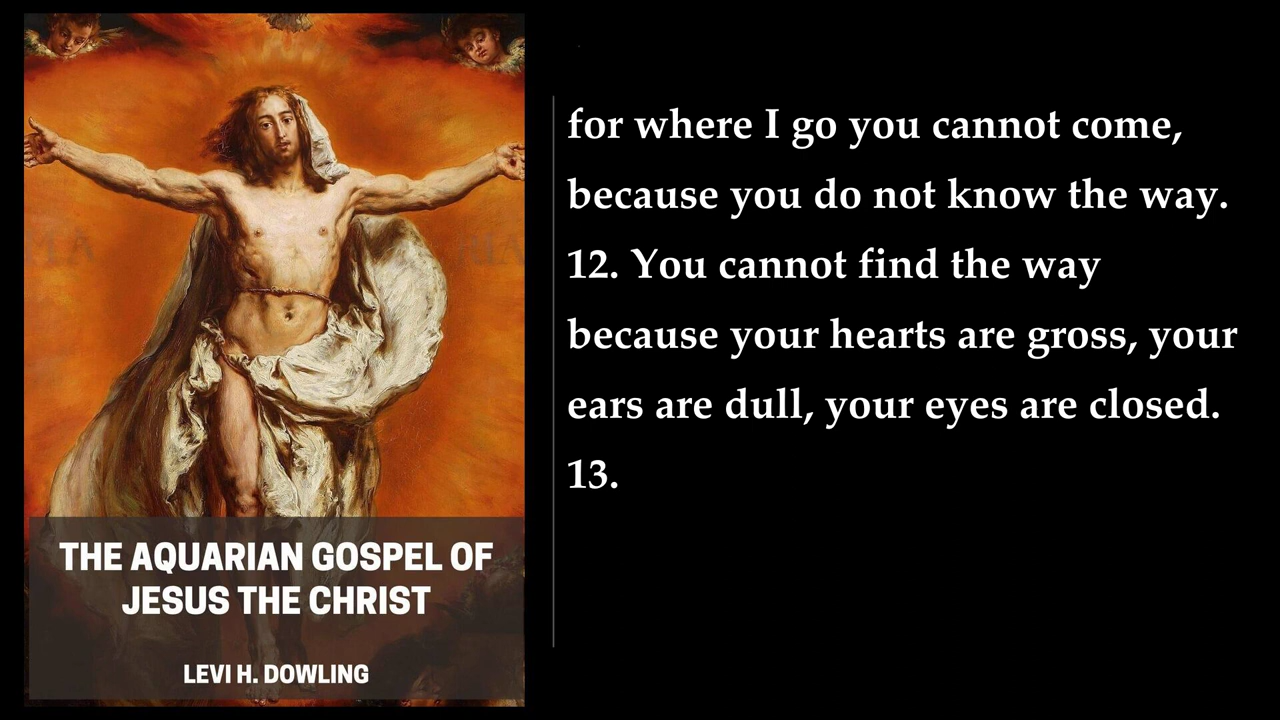 THE AQUARIAN GOSPEL OF
JESUS THE CHRIST
LEVI H. DOWLING
for where I go you cannot come,
because you do not know the way.
12. You cannot find the way
because your hearts are gross, your
ears are dull, your eyes are closed.
13.